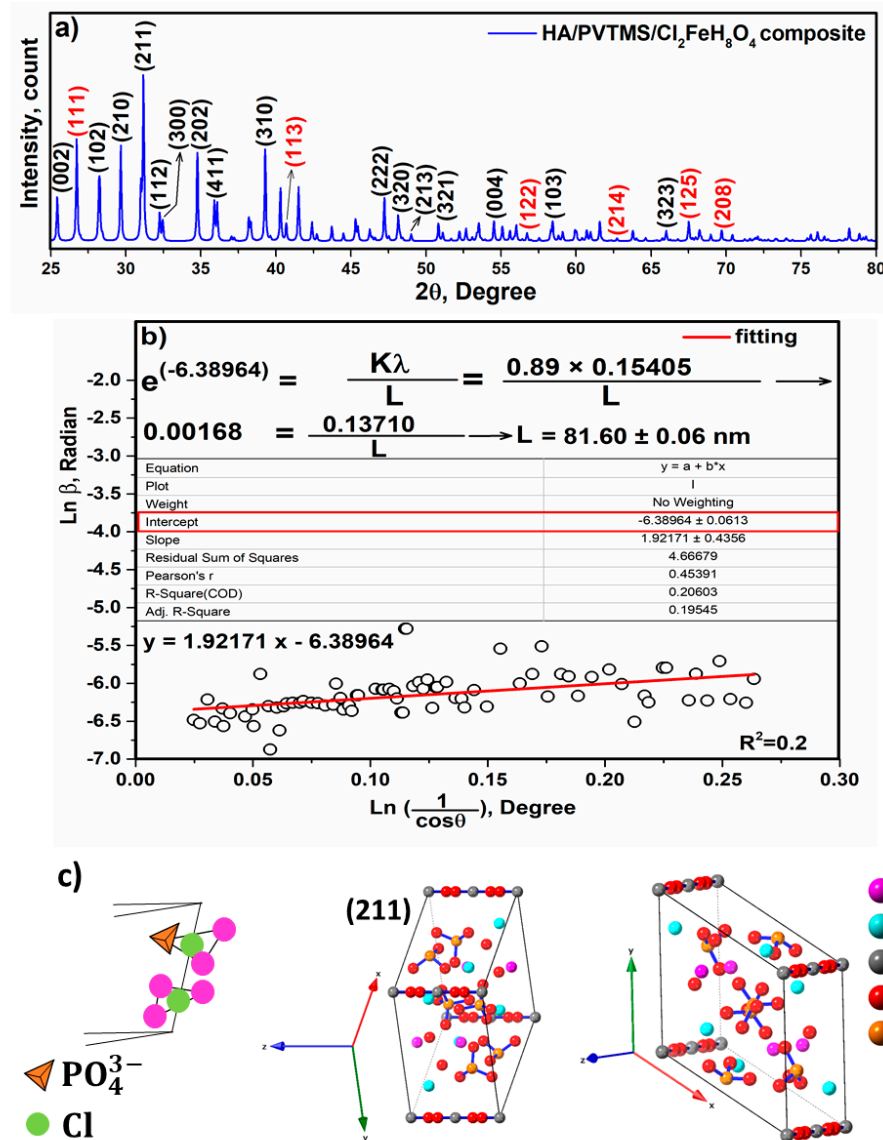 a)
HA/PVTMS/Cl₂FeH₈O₄ composite
Intensity, count
(002)
(111)
(102)
(210)
(211)
(112)
(300)
(202)
(411)
(310)
(113)
(222)
(320)
(213)
(321)
(004)
(122)
(103)
(214)
(323)
(125)
(208)
25 30 35 40 45 50 55 60 65 70 75 80
2θ, Degree
b)
fitting
e^(-6.38964) = Kλ/L = 0.89 × 0.15405/L
0.00168 = 0.13710/L L = 81.60 ± 0.06 nm
Equation y = a + b*x
Plot I
Weight No Weighting
Intercept -6.38964 ± 0.0613
Slope 1.92171 ± 0.4356
Residual Sum of Squares 4.66679
Pearson's r 0.45391
R-Square(COD) 0.20603
Adj. R-Square 0.19545
y = 1.92171 x - 6.38964
R²=0.2
Ln β, Radian
-2.0
-2.5
-3.0
-3.5
-4.0
-4.5
-5.0
-5.5
-6.0
-6.5
-7.0
0.00 0.05 0.10 0.15 0.20 0.25 0.30
Ln (1/cosθ), Degree
c)
(211)
x
z
y
y
z
x
PO₄³⁻
Cl